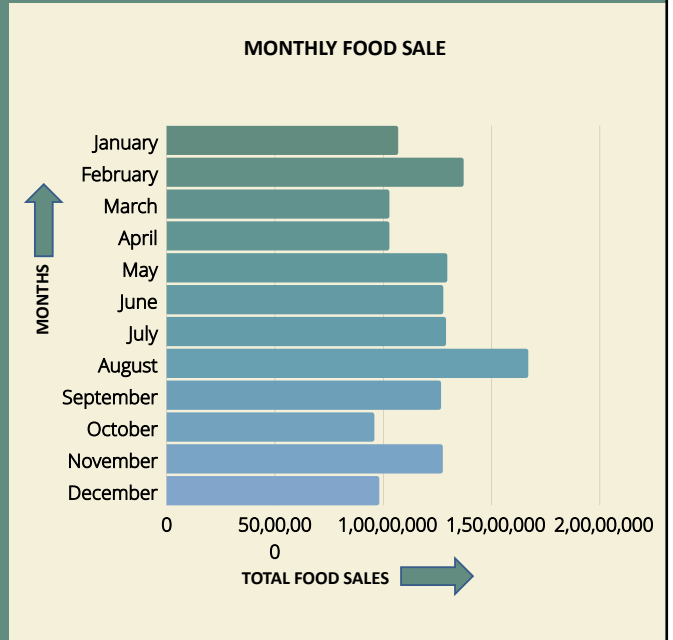 MONTHLY FOOD SALE
January
February
March
April
May
June
July
August
September
October
November
December
MONTHS
0 50,00,00 1,00,00,000 1,50,00,000 2,00,00,000
0
TOTAL FOOD SALES